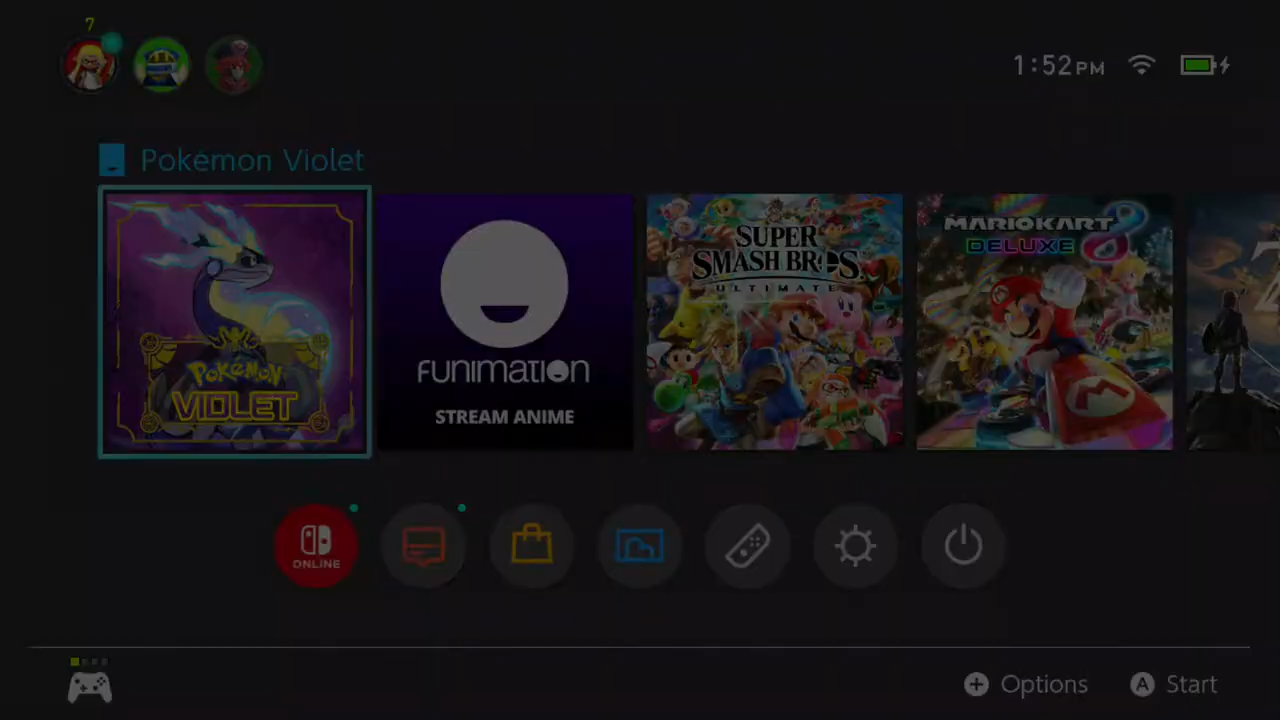 7
1:52 PM
Pokémon Violet
POKÉMON
VIOLET
FUNIMATION
STREAM ANIME
SUPER
SMASH BROS.
ULTIMATE
MARIOKART 8
DELUXE
ONLINE
+ Options
A Start